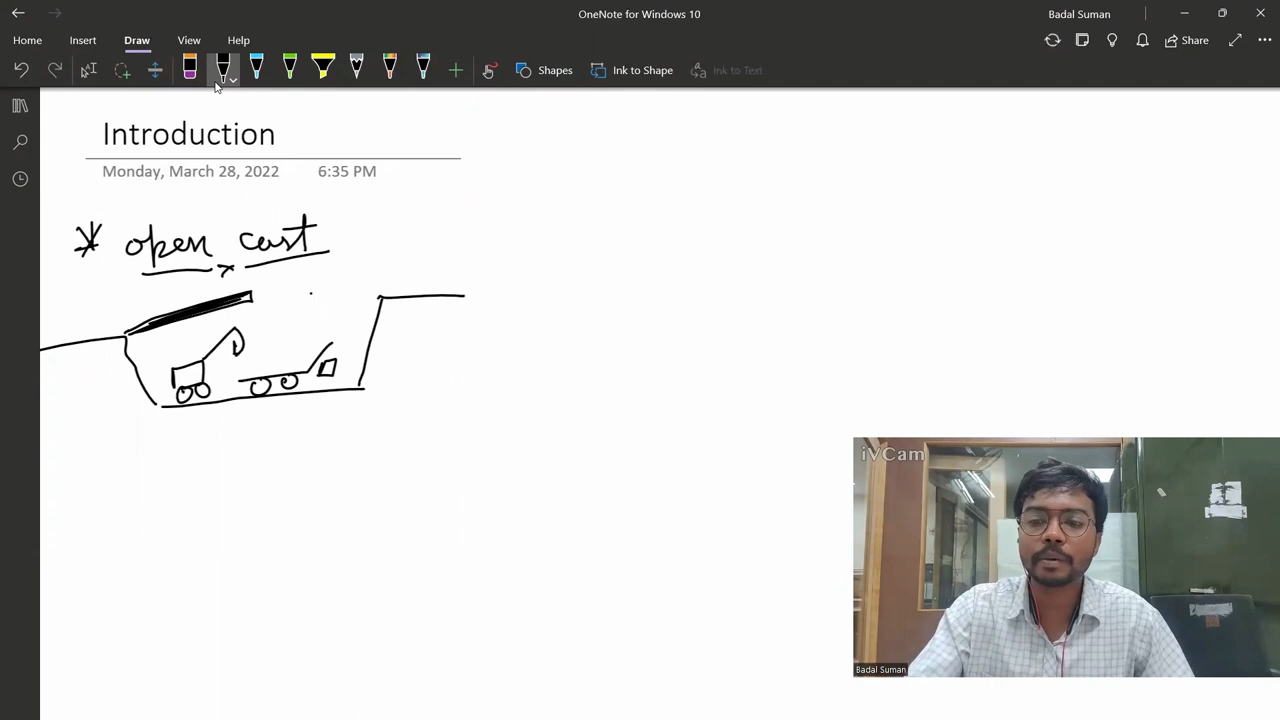 OneNote for Windows 10
Badal Suman
Home
Insert
Draw
View
Help
Share
Shapes
Ink to Shape
Ink to Text
Introduction
Monday, March 28, 2022
6:35 PM
* open cast
iVCam
Badal Suman